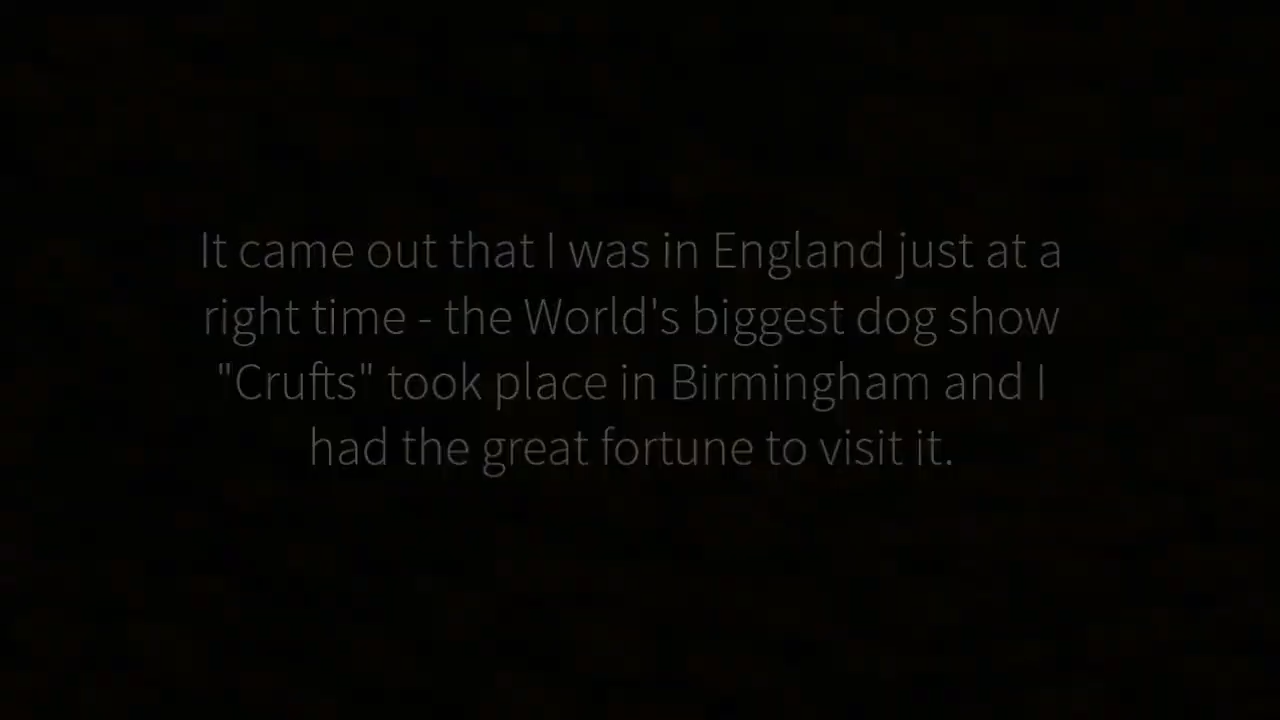 It came out that I was in England just at a
right time - the World's biggest dog show
"Crufts" took place in Birmingham and I
had the great fortune to visit it.